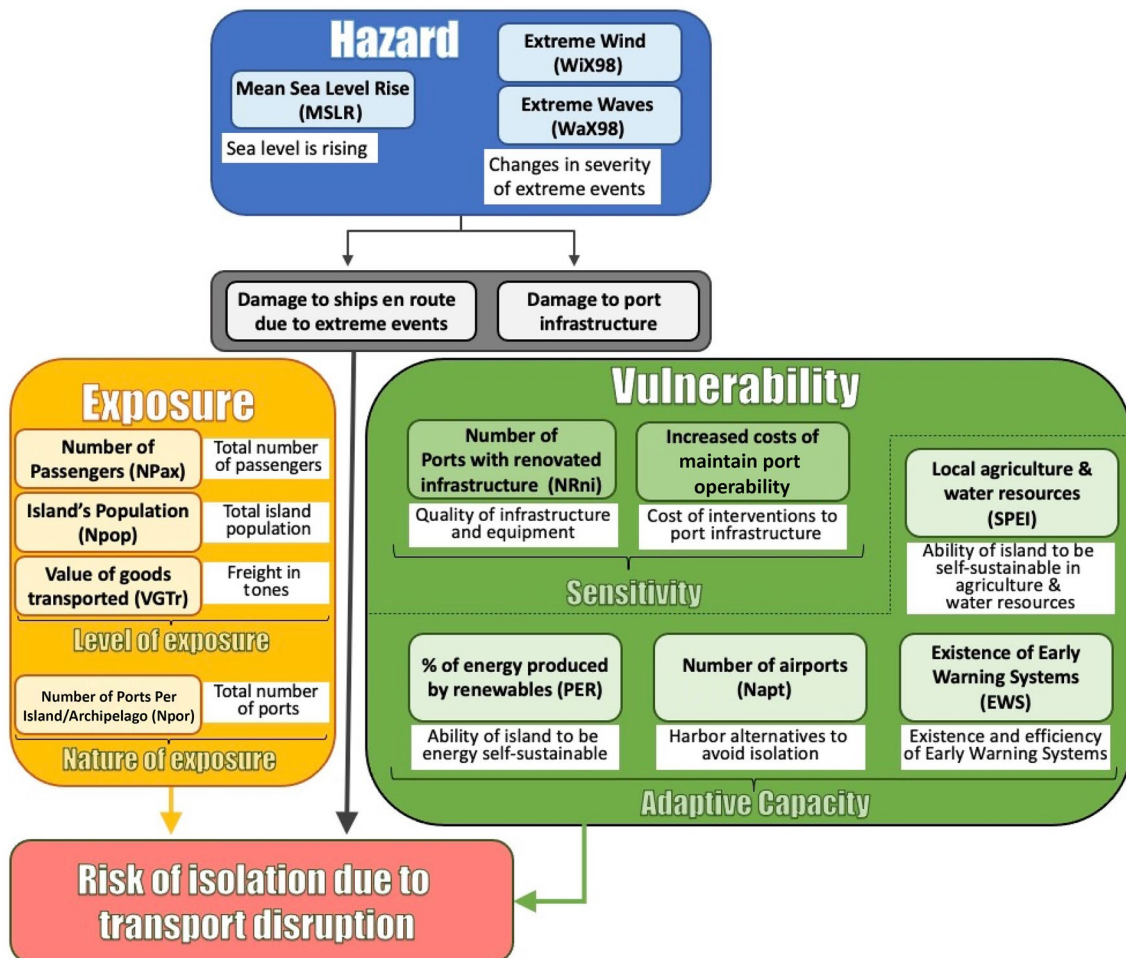 Hazard
Extreme Wind
(WiX98)
Mean Sea Level Rise
(MSLR)
Extreme Waves
(WaX98)
Sea level is rising
Changes in severity
of extreme events
Damage to ships en route
due to extreme events
Damage to port
infrastructure
Exposure
Number of
Passengers (NPax)
Total number
of passengers
Island's Population
(Npop)
Total island
population
Value of goods
transported (VGTr)
Freight in
tones
Level of exposure
Number of Ports Per
Island/Archipelago (Npor)
Total number
of ports
Nature of exposure
Vulnerability
Number of
Ports with renovated
infrastructure (NRni)
Quality of infrastructure
and equipment
Increased costs of
maintain port
operability
Cost of interventions to
port infrastructure
Sensitivity
Local agriculture &
water resources
(SPEI)
Ability of island to be
self-sustainable in
agriculture &
water resources
% of energy produced
by renewables (PER)
Ability of island to be
energy self-sustainable
Number of airports
(Napt)
Harbor alternatives to
avoid isolation
Existence of Early
Warning Systems
(EWS)
Existence and efficiency
of Early Warning Systems
Adaptive Capacity
Risk of isolation due to
transport disruption